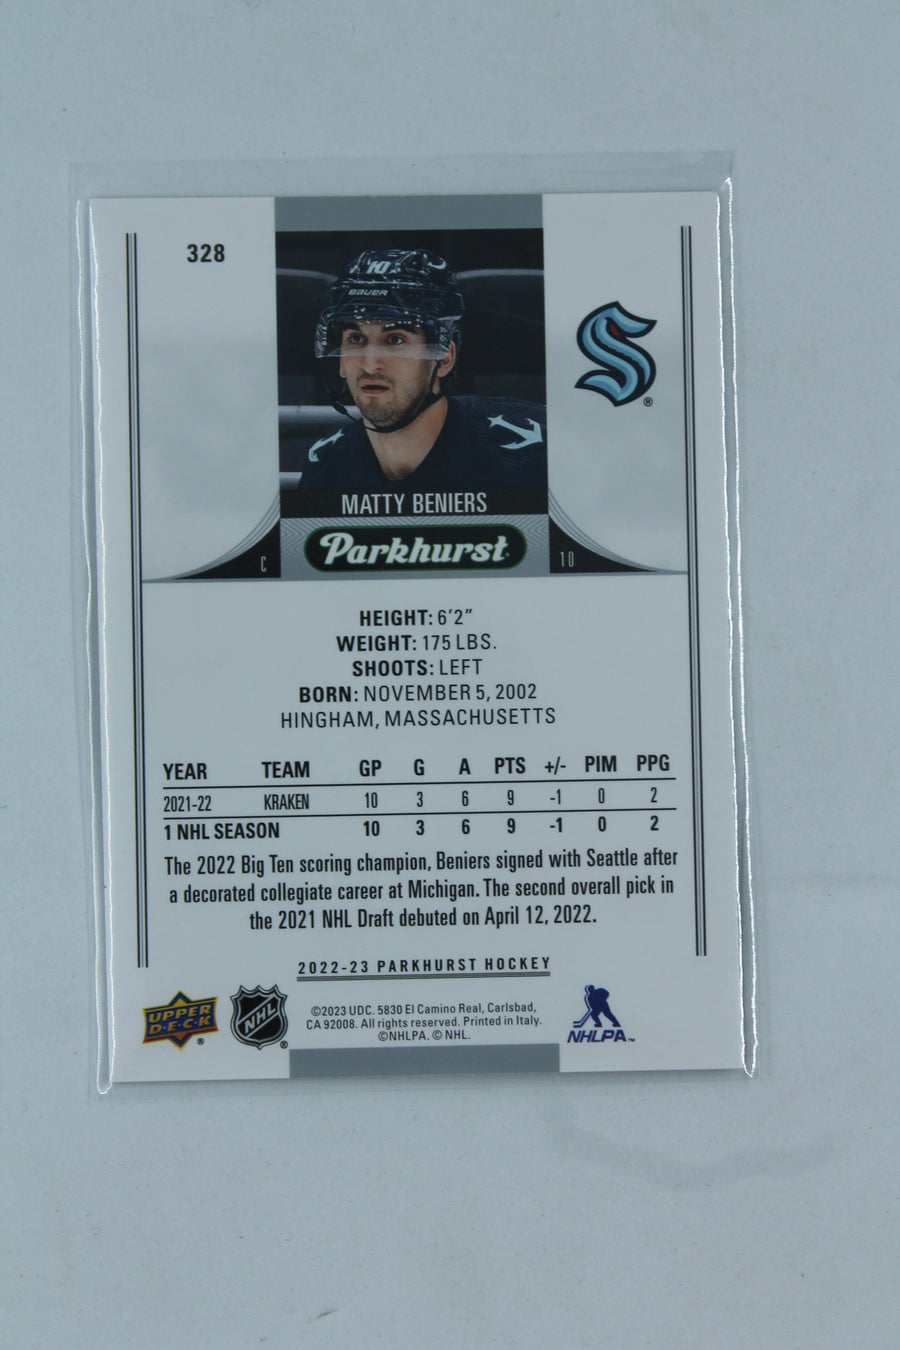 328
10
BAUER
®
MATTY BENIERS
Parkhurst
C
10
HEIGHT: 6'2"
WEIGHT: 175 LBS.
SHOOTS: LEFT
BORN: NOVEMBER 5, 2002
HINGHAM, MASSACHUSETTS
YEAR TEAM GP G A PTS +/- PIM PPG
2021-22 KRAKEN 10 3 6 9 -1 0 2
1 NHL SEASON 10 3 6 9 -1 0 2
The 2022 Big Ten scoring champion, Beniers signed with Seattle after
a decorated collegiate career at Michigan. The second overall pick in
the 2021 NHL Draft debuted on April 12, 2022.
2022-23 PARKHURST HOCKEY
UPPER
D·E·C·K
®
NHL
®
©2023 UDC. 5830 El Camino Real, Carlsbad,
CA 92008. All rights reserved. Printed in Italy.
©NHLPA. © NHL.
NHLPA™